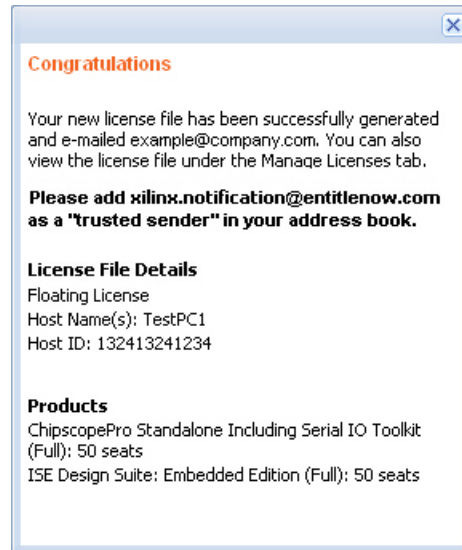 Congratulations
Your new license file has been successfully generated
and e-mailed example@company.com. You can also
view the license file under the Manage Licenses tab.
Please add xilinx.notification@entitlenow.com
as a "trusted sender" in your address book.
License File Details
Floating License
Host Name(s): TestPC1
Host ID: 132413241234
Products
ChipscopePro Standalone Including Serial IO Toolkit
(Full): 50 seats
ISE Design Suite: Embedded Edition (Full): 50 seats